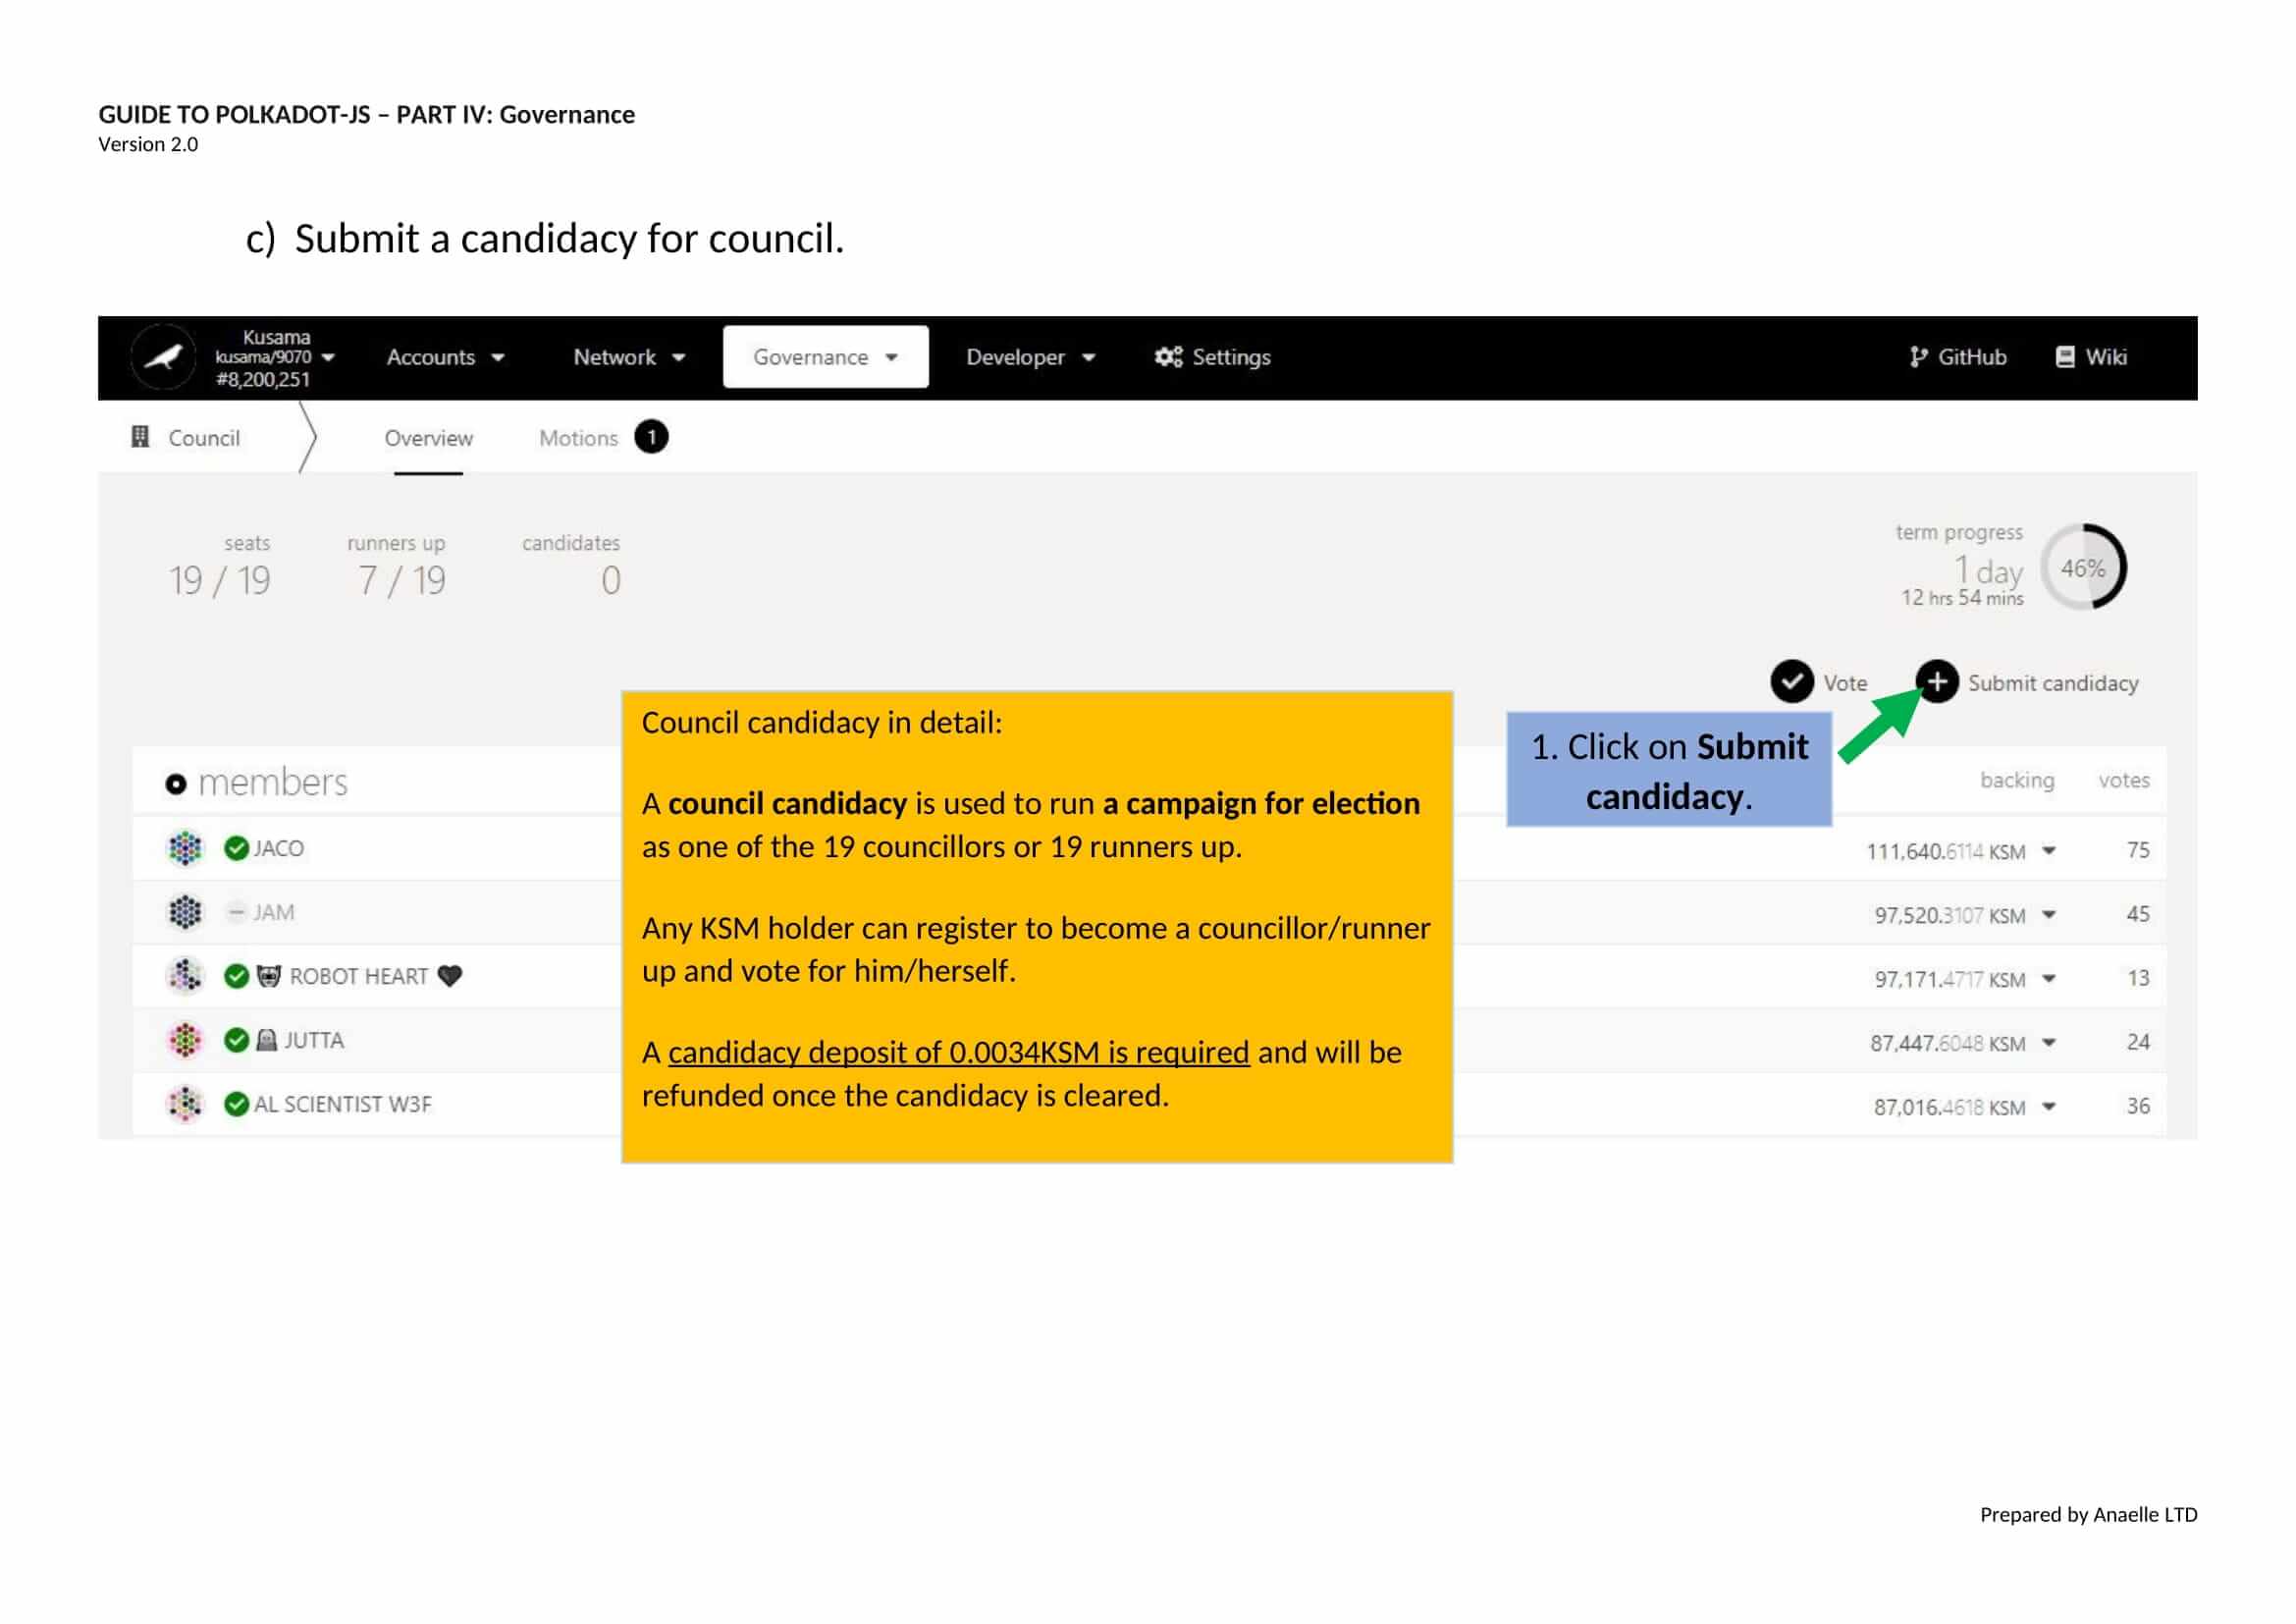 GUIDE TO POLKADOT-JS – PART IV: Governance
Version 2.0
c) Submit a candidacy for council.
Kusama
kusama/9070
#8,200,251
Accounts
Network
Governance
Developer
Settings
GitHub
Wiki
Council
Overview
Motions 1
seats
19 / 19
runners up
7 / 19
candidates
0
term progress
1 day
12 hrs 54 mins
46%
Vote
Submit candidacy
1. Click on Submit
candidacy.
Council candidacy in detail:
A council candidacy is used to run a campaign for election
as one of the 19 councillors or 19 runners up.
Any KSM holder can register to become a councillor/runner
up and vote for him/herself.
A candidacy deposit of 0.0034KSM is required and will be
refunded once the candidacy is cleared.
members
backing votes
JACO 111,640.6114 KSM 75
JAM 97,520.3107 KSM 45
ROBOT HEART 97,171.4717 KSM 13
JUTTA 87,447.6048 KSM 24
AL SCIENTIST W3F 87,016.4618 KSM 36
Prepared by Anaelle LTD